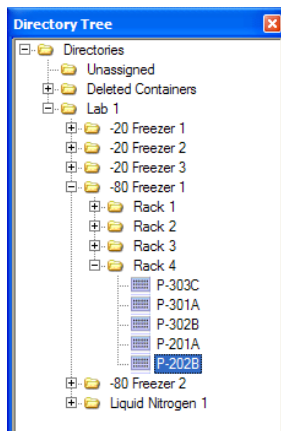 Directory Tree
Directories
Unassigned
Deleted Containers
Lab 1
-20 Freezer 1
-20 Freezer 2
-20 Freezer 3
-80 Freezer 1
Rack 1
Rack 2
Rack 3
Rack 4
P-303C
P-301A
P-302B
P-201A
P-202B
-80 Freezer 2
Liquid Nitrogen 1